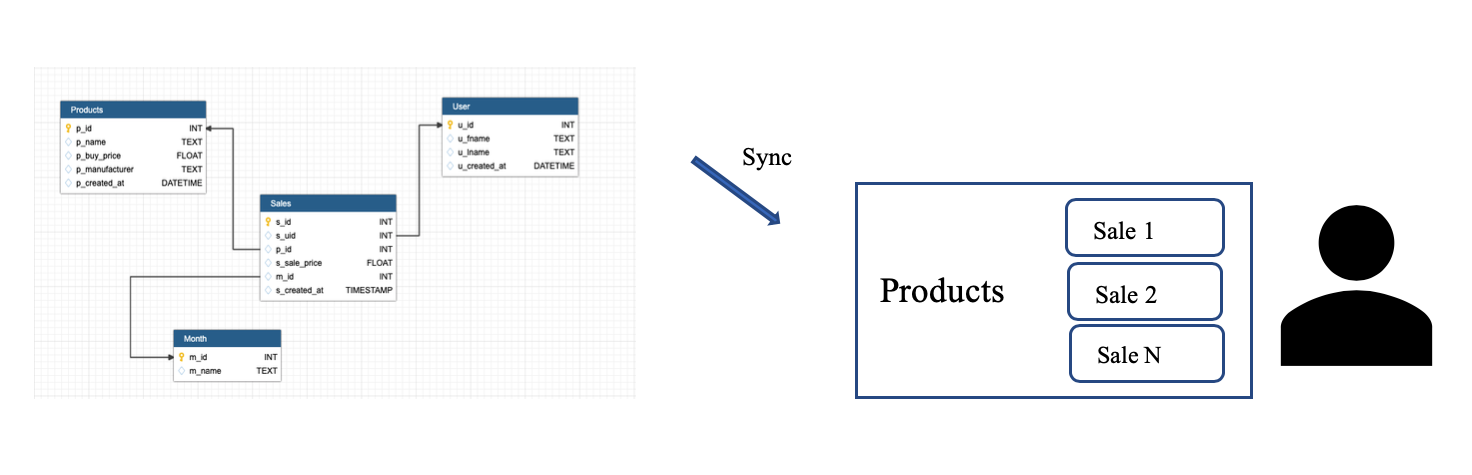 Products
p_id INT
p_name TEXT
p_buy_price FLOAT
p_manufacturer TEXT
p_created_at DATETIME
User
u_id INT
u_fname TEXT
u_lname TEXT
u_created_at DATETIME
Sales
s_id INT
s_uid INT
p_id INT
s_sale_price FLOAT
m_id INT
s_created_at TIMESTAMP
Month
m_id INT
m_name TEXT
Sync
Products
Sale 1
Sale 2
Sale N